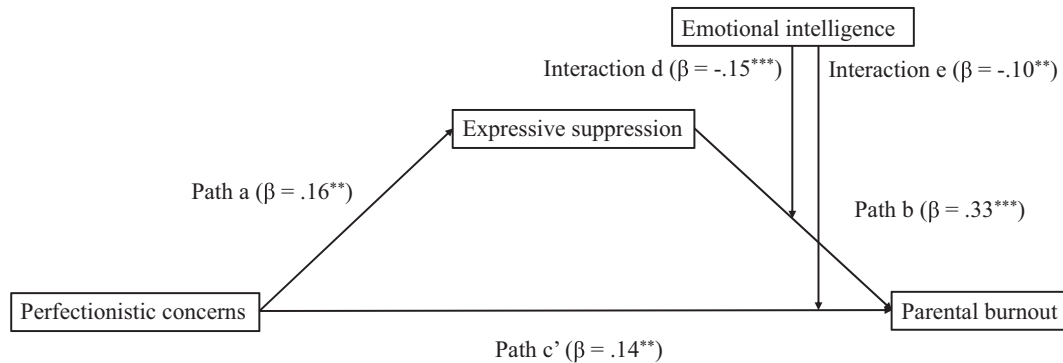 Emotional intelligence
Interaction d (β = -.15***)
Interaction e (β = -.10**)
Expressive suppression
Path a (β = .16**)
Path b (β = .33***)
Perfectionistic concerns
Parental burnout
Path c’ (β = .14**)